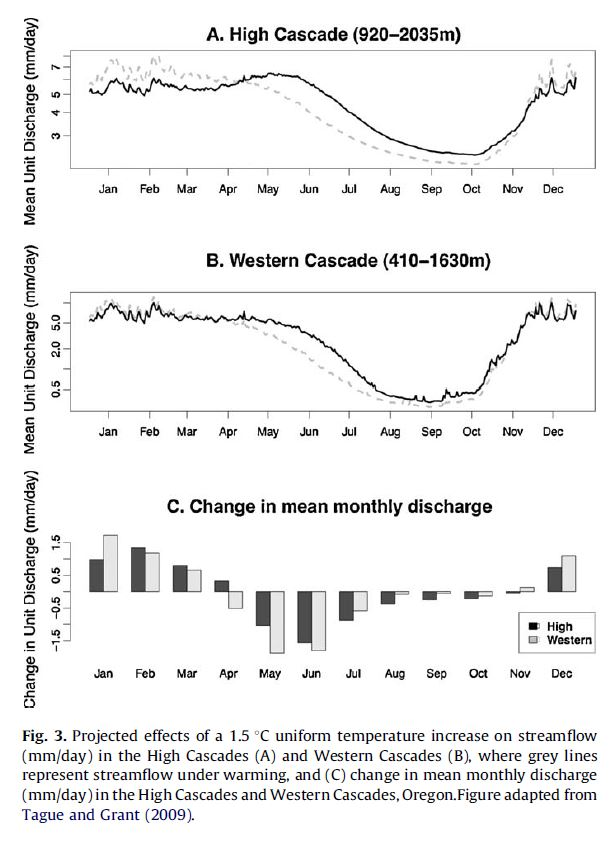 A. High Cascade (920–2035m)
Mean Unit Discharge (mm/day)
7
5
4
3
Jan Feb Mar Apr May Jun Jul Aug Sep Oct Nov Dec
B. Western Cascade (410–1630m)
Mean Unit Discharge (mm/day)
5.0
2.0
0.5
Jan Feb Mar Apr May Jun Jul Aug Sep Oct Nov Dec
C. Change in mean monthly discharge
Change in Unit Discharge (mm/day)
1.5
0.5
−0.5
−1.5
High
Western
Jan Feb Mar Apr May Jun Jul Aug Sep Oct Nov Dec
Fig. 3. Projected effects of a 1.5 °C uniform temperature increase on streamflow
(mm/day) in the High Cascades (A) and Western Cascades (B), where grey lines
represent streamflow under warming, and (C) change in mean monthly discharge
(mm/day) in the High Cascades and Western Cascades, Oregon.Figure adapted from
Tague and Grant (2009).